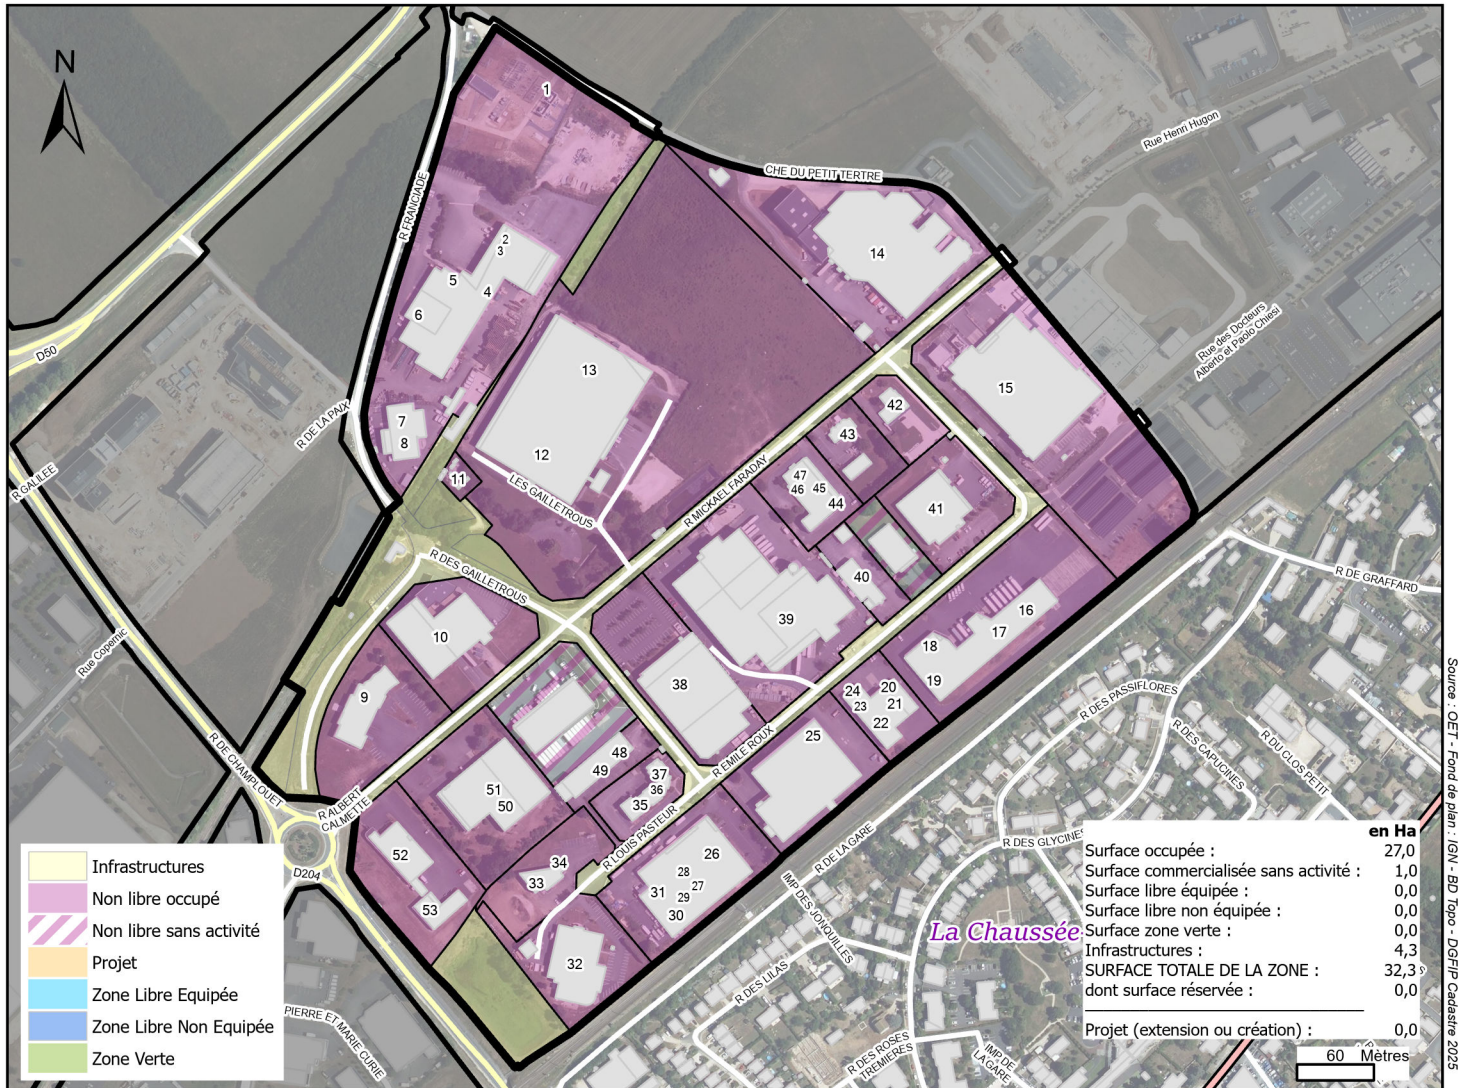 N
1
R FRANCIADE
CHE DU PETIT TERTRE
Rue Henri Hugon
2
3
5
4
6
14
D50
13
15
Rue des Docteurs
Alberto et Paolo Chiesi
R DE LA PAIX
7
8
12
11
LES GAILLETROUS
42
43
R MICKAEL FARADAY
47
46
45
44
41
R GALILEE
R DES GAILLETROUS
40
R DE GRAFFARD
10
39
16
17
18
19
Rue Copernic
9
38
24
23
20
21
22
R DES PASSIFLORES
R DES CAPUCINES
R DU CLOS PETIT
25
R EMILE ROUX
48
49
37
36
35
R DE CHAMPLOUET
R ALBERT
CALMETTE
51
50
R LOUIS PASTEUR
R DE LA GARE
R DES GLYCINES
52
53
D204
34
33
26
28
27
29
31
30
32
IMP DES JONQUILLES
La Chaussée
R DES LILAS
R DES ROSES
TREMIERES
IMP DE
LA GARE
PIERRE ET MARIE CURIE
Infrastructures
Non libre occupé
Non libre sans activité
Projet
Zone Libre Equipée
Zone Libre Non Equipée
Zone Verte
en Ha
Surface occupée : 27,0
Surface commercialisée sans activité : 1,0
Surface libre équipée : 0,0
Surface libre non équipée : 0,0
Surface zone verte : 0,0
Infrastructures : 4,3
SURFACE TOTALE DE LA ZONE : 32,3
dont surface réservée : 0,0
Projet (extension ou création) : 0,0
60 Mètres
Source : OET - Fond de plan : IGN - BD Topo - DGFIP Cadastre 2025